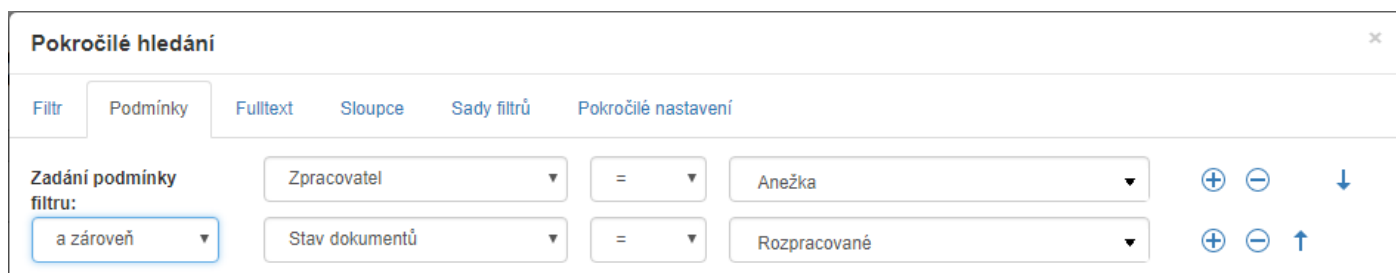 Pokročilé hledání ×
Filtr Podmínky Fulltext Sloupce Sady filtrů Pokročilé nastavení
Zadání podmínky filtru: Zpracovatel = Anežka
a zároveň Stav dokumentů = Rozpracované